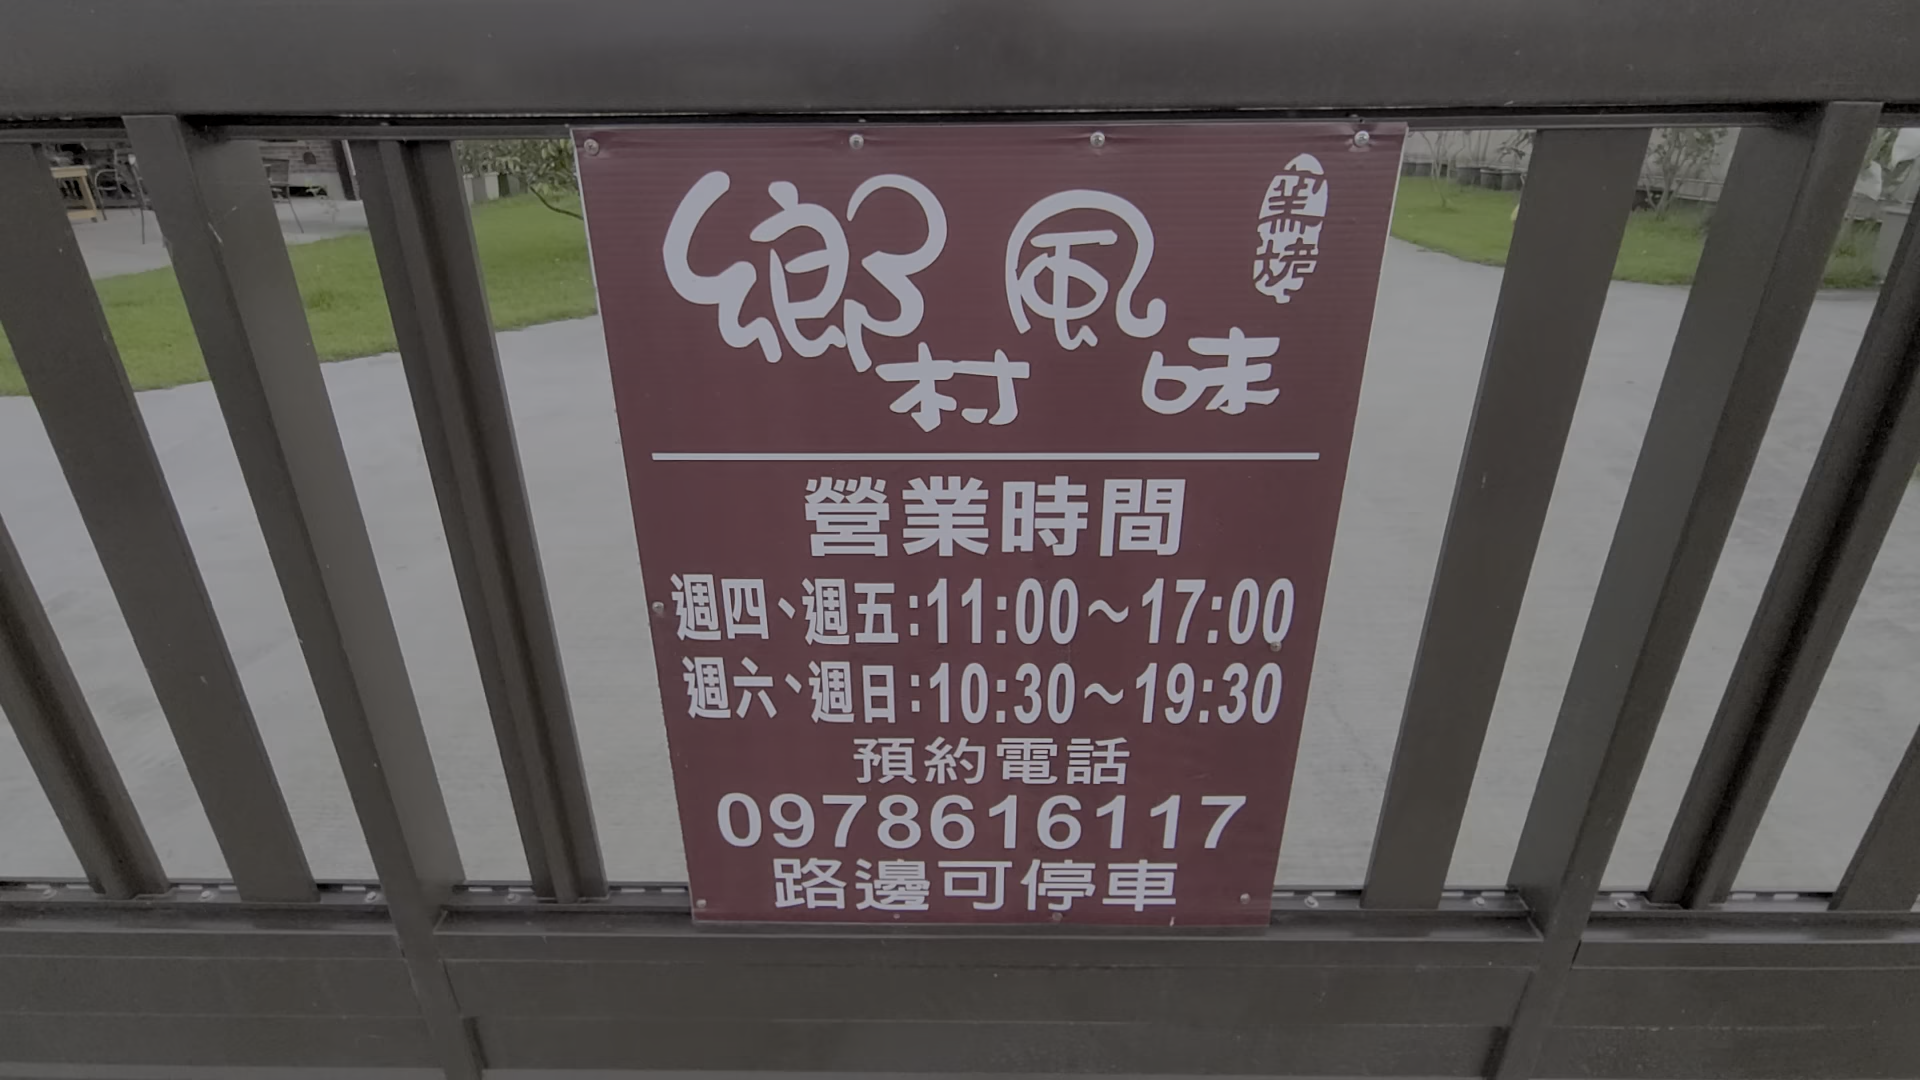 鄉村風味
窯烤
營業時間
週四、週五:11:00~17:00
週六、週日:10:30~19:30
預約電話
0978616117
路邊可停車